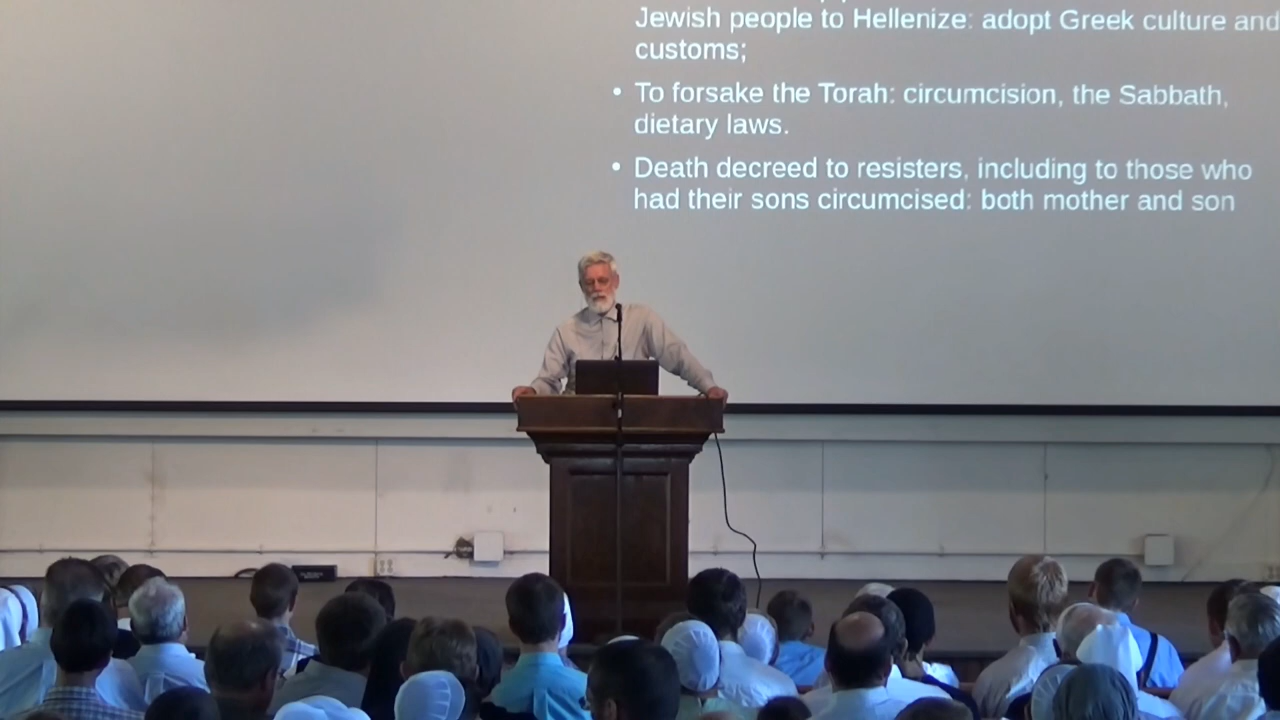 Jewish people to Hellenize: adopt Greek culture and
customs;
• To forsake the Torah: circumcision, the Sabbath,
dietary laws.
• Death decreed to resisters, including to those who
had their sons circumcised: both mother and son